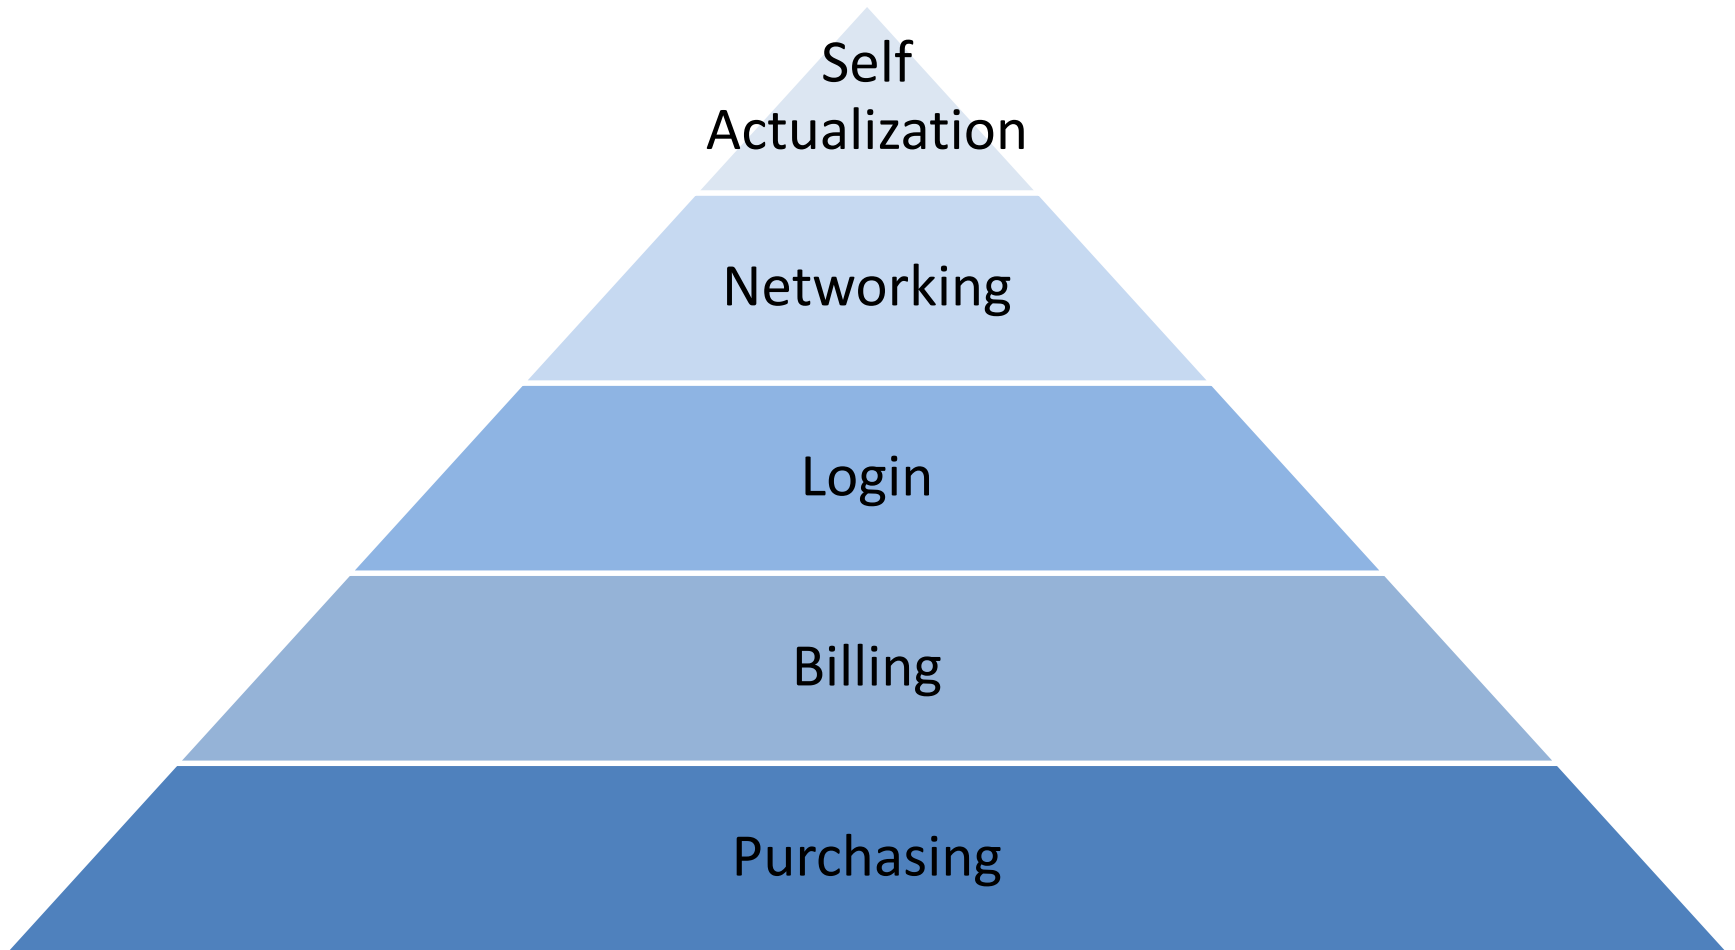 Self
Actualization
Networking
Login
Billing
Purchasing